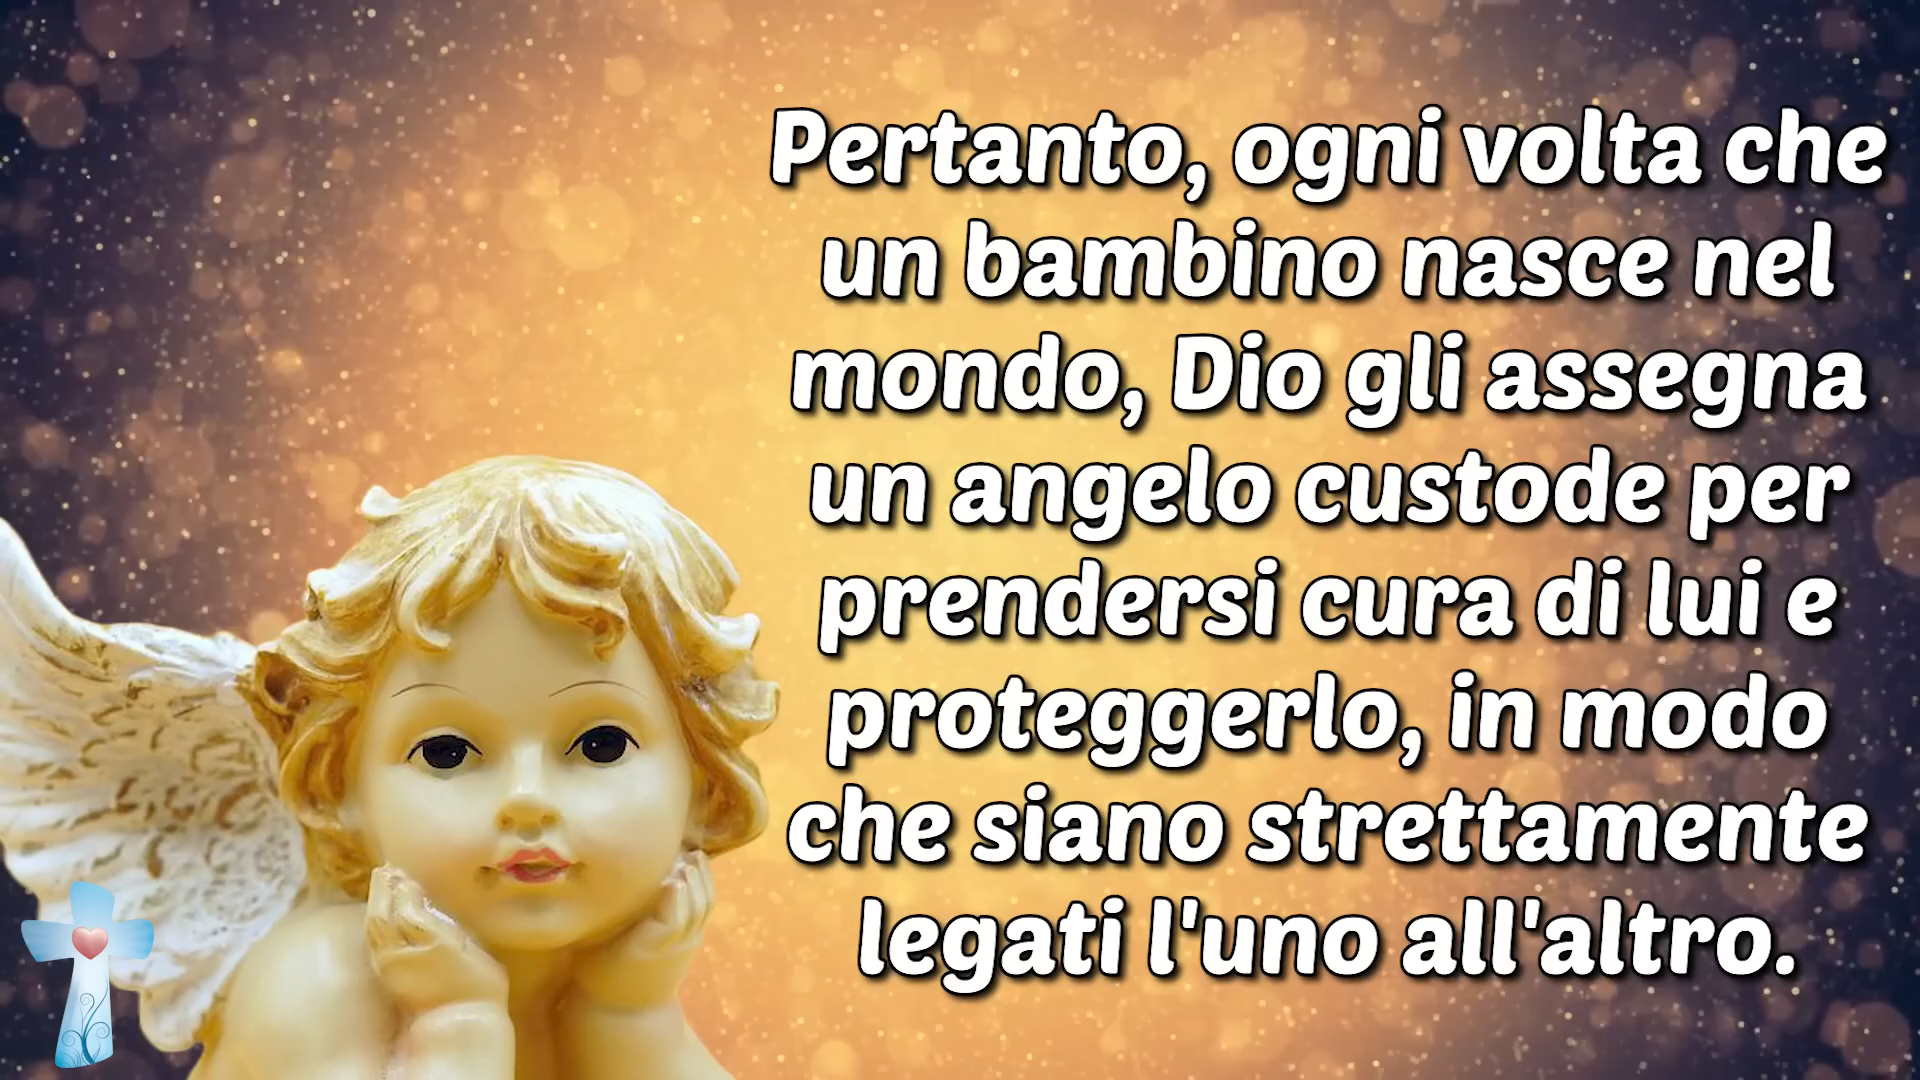 Pertanto, ogni volta che
un bambino nasce nel
mondo, Dio gli assegna
un angelo custode per
prendersi cura di lui e
proteggerlo, in modo
che siano strettamente
legati l'uno all'altro.